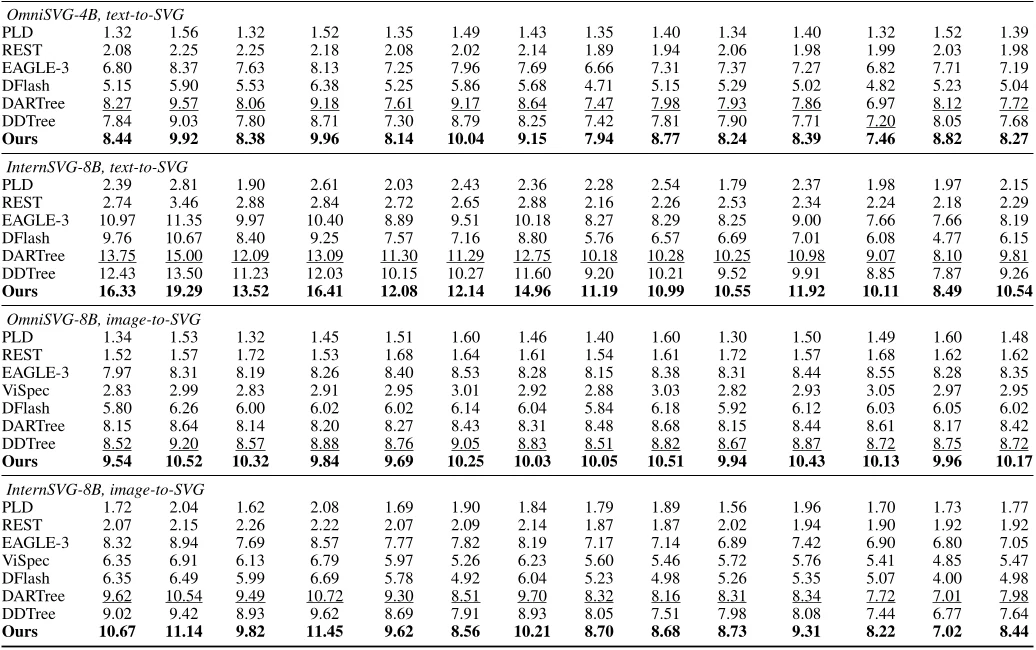 OmniSVG-4B, text-to-SVG
PLD 1.32 1.56 1.32 1.52 1.35 1.49 1.43 1.35 1.40 1.34 1.40 1.32 1.52 1.39
REST 2.08 2.25 2.25 2.18 2.08 2.02 2.14 1.89 1.94 2.06 1.98 1.99 2.03 1.98
EAGLE-3 6.80 8.37 7.63 8.13 7.25 7.96 7.69 6.66 7.31 7.37 7.27 6.82 7.71 7.19
DFlash 5.15 5.90 5.53 6.38 5.25 5.86 5.68 4.71 5.15 5.29 5.02 4.82 5.23 5.04
DARTree 8.27 9.57 8.06 9.18 7.61 9.17 8.64 7.47 7.98 7.93 7.86 6.97 8.12 7.72
DDTree 7.84 9.03 7.80 8.71 7.30 8.79 8.25 7.42 7.81 7.90 7.71 7.20 8.05 7.68
Ours 8.44 9.92 8.38 9.96 8.14 10.04 9.15 7.94 8.77 8.24 8.39 7.46 8.82 8.27
InternSVG-8B, text-to-SVG
PLD 2.39 2.81 1.90 2.61 2.03 2.43 2.36 2.28 2.54 1.79 2.37 1.98 1.97 2.15
REST 2.74 3.46 2.88 2.84 2.72 2.65 2.88 2.16 2.26 2.53 2.34 2.24 2.18 2.29
EAGLE-3 10.97 11.35 9.97 10.40 8.89 9.51 10.18 8.27 8.29 8.25 9.00 7.66 7.66 8.19
DFlash 9.76 10.67 8.40 9.25 7.57 7.16 8.80 5.76 6.57 6.69 7.01 6.08 4.77 6.15
DARTree 13.75 15.00 12.09 13.09 11.30 11.29 12.75 10.18 10.28 10.25 10.98 9.07 8.10 9.81
DDTree 12.43 13.50 11.23 12.03 10.15 10.27 11.60 9.20 10.21 9.52 9.91 8.85 7.87 9.26
Ours 16.33 19.29 13.52 16.41 12.08 12.14 14.96 11.19 10.99 10.55 11.92 10.11 8.49 10.54
OmniSVG-8B, image-to-SVG
PLD 1.34 1.53 1.32 1.45 1.51 1.60 1.46 1.40 1.60 1.30 1.50 1.49 1.60 1.48
REST 1.52 1.57 1.72 1.53 1.68 1.64 1.61 1.54 1.61 1.72 1.57 1.68 1.62 1.62
EAGLE-3 7.97 8.31 8.19 8.26 8.40 8.53 8.28 8.15 8.38 8.31 8.44 8.55 8.28 8.35
ViSpec 2.83 2.99 2.83 2.91 2.95 3.01 2.92 2.88 3.03 2.82 2.93 3.05 2.97 2.95
DFlash 5.80 6.26 6.00 6.02 6.02 6.14 6.04 5.84 6.18 5.92 6.12 6.03 6.05 6.02
DARTree 8.15 8.64 8.14 8.20 8.27 8.43 8.31 8.48 8.68 8.15 8.44 8.61 8.17 8.42
DDTree 8.52 9.20 8.57 8.88 8.76 9.05 8.83 8.51 8.82 8.67 8.87 8.72 8.75 8.72
Ours 9.54 10.52 10.32 9.84 9.69 10.25 10.03 10.05 10.51 9.94 10.43 10.13 9.96 10.17
InternSVG-8B, image-to-SVG
PLD 1.72 2.04 1.62 2.08 1.69 1.90 1.84 1.79 1.89 1.56 1.96 1.70 1.73 1.77
REST 2.07 2.15 2.26 2.22 2.07 2.09 2.14 1.87 1.87 2.02 1.94 1.90 1.92 1.92
EAGLE-3 8.32 8.94 7.69 8.57 7.77 7.82 8.19 7.17 7.14 6.89 7.42 6.90 6.80 7.05
ViSpec 6.35 6.91 6.13 6.79 5.97 5.26 6.23 5.60 5.46 5.72 5.76 5.41 4.85 5.47
DFlash 6.35 6.49 5.99 6.69 5.78 4.92 6.04 5.23 4.98 5.26 5.35 5.07 4.00 4.98
DARTree 9.62 10.54 9.49 10.72 9.30 8.51 9.70 8.32 8.16 8.31 8.34 7.72 7.01 7.98
DDTree 9.02 9.42 8.93 9.62 8.69 7.91 8.93 8.05 7.51 7.98 8.08 7.44 6.77 7.64
Ours 10.67 11.14 9.82 11.45 9.62 8.56 10.21 8.70 8.68 8.73 9.31 8.22 7.02 8.44